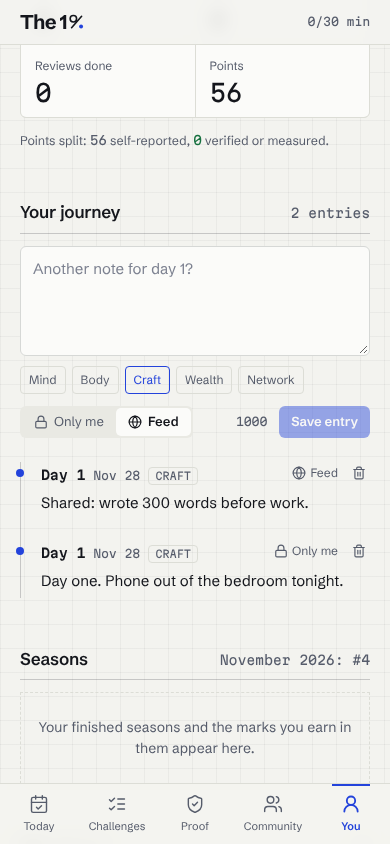 The 1%.
0/30 min
Reviews done
Points
0
56
Points split: 56 self-reported, 0 verified or measured.
Your journey
2 entries
Another note for day 1?
Mind
Body
Craft
Wealth
Network
Only me
Feed
1000
Save entry
Day 1 Nov 28 CRAFT
Feed
Shared: wrote 300 words before work.
Day 1 Nov 28 CRAFT
Only me
Day one. Phone out of the bedroom tonight.
Seasons
November 2026: #4
Your finished seasons and the marks you earn in
them appear here.
Today
Challenges
Proof
Community
You